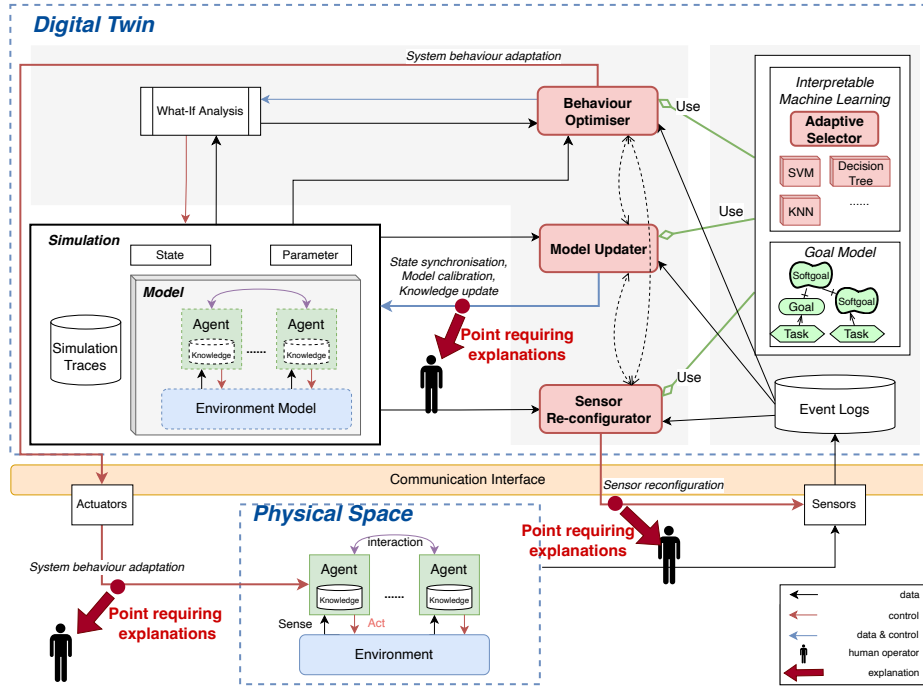 Digital Twin
System behaviour adaptation
What-If Analysis
Behaviour
Optimiser
Use
Interpretable
Machine Learning
Adaptive
Selector
SVM
Decision
Tree
KNN
......
Simulation
State
Parameter
Model
Agent
Agent
Knowledge
......
Knowledge
Environment Model
Simulation
Traces
State synchronisation,
Model calibration,
Knowledge update
Model Updater
Use
Point requiring
explanations
Goal Model
Softgoal
Goal
Softgoal
Task
Task
Use
Sensor
Re-configurator
Event Logs
Communication Interface
Actuators
Sensor reconfiguration
Sensors
Physical Space
Point requiring
explanations
interaction
Agent
Agent
Knowledge
......
Knowledge
Sense
Act
Environment
System behaviour adaptation
Point requiring
explanations
data
control
data & control
human operator
explanation